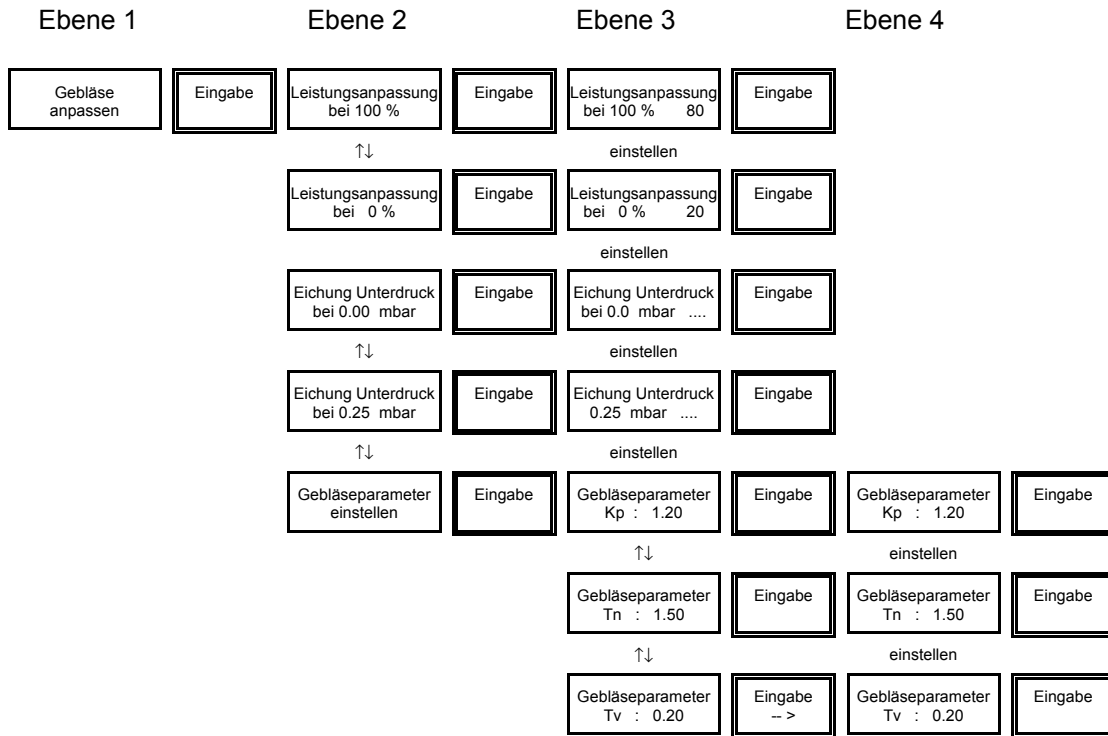 Ebene 1 Ebene 2 Ebene 3 Ebene 4
Gebläse
anpassen
Eingabe
Leistungsanpassung
bei 100 %
Eingabe
Leistungsanpassung
bei 100 % 80
Eingabe
↑↓ einstellen
Leistungsanpassung
bei 0 %
Eingabe
Leistungsanpassung
bei 0 % 20
Eingabe
einstellen
Eichung Unterdruck
bei 0.00 mbar
Eingabe
Eichung Unterdruck
bei 0.0 mbar ....
Eingabe
↑↓ einstellen
Eichung Unterdruck
bei 0.25 mbar
Eingabe
Eichung Unterdruck
0.25 mbar ....
Eingabe
↑↓ einstellen
Gebläseparameter
einstellen
Eingabe
Gebläseparameter
Kp : 1.20
Eingabe
Gebläseparameter
Kp : 1.20
Eingabe
↑↓ einstellen
Gebläseparameter
Tn : 1.50
Eingabe
Gebläseparameter
Tn : 1.50
Eingabe
↑↓ einstellen
Gebläseparameter
Tv : 0.20
Eingabe
-- >
Gebläseparameter
Tv : 0.20
Eingabe